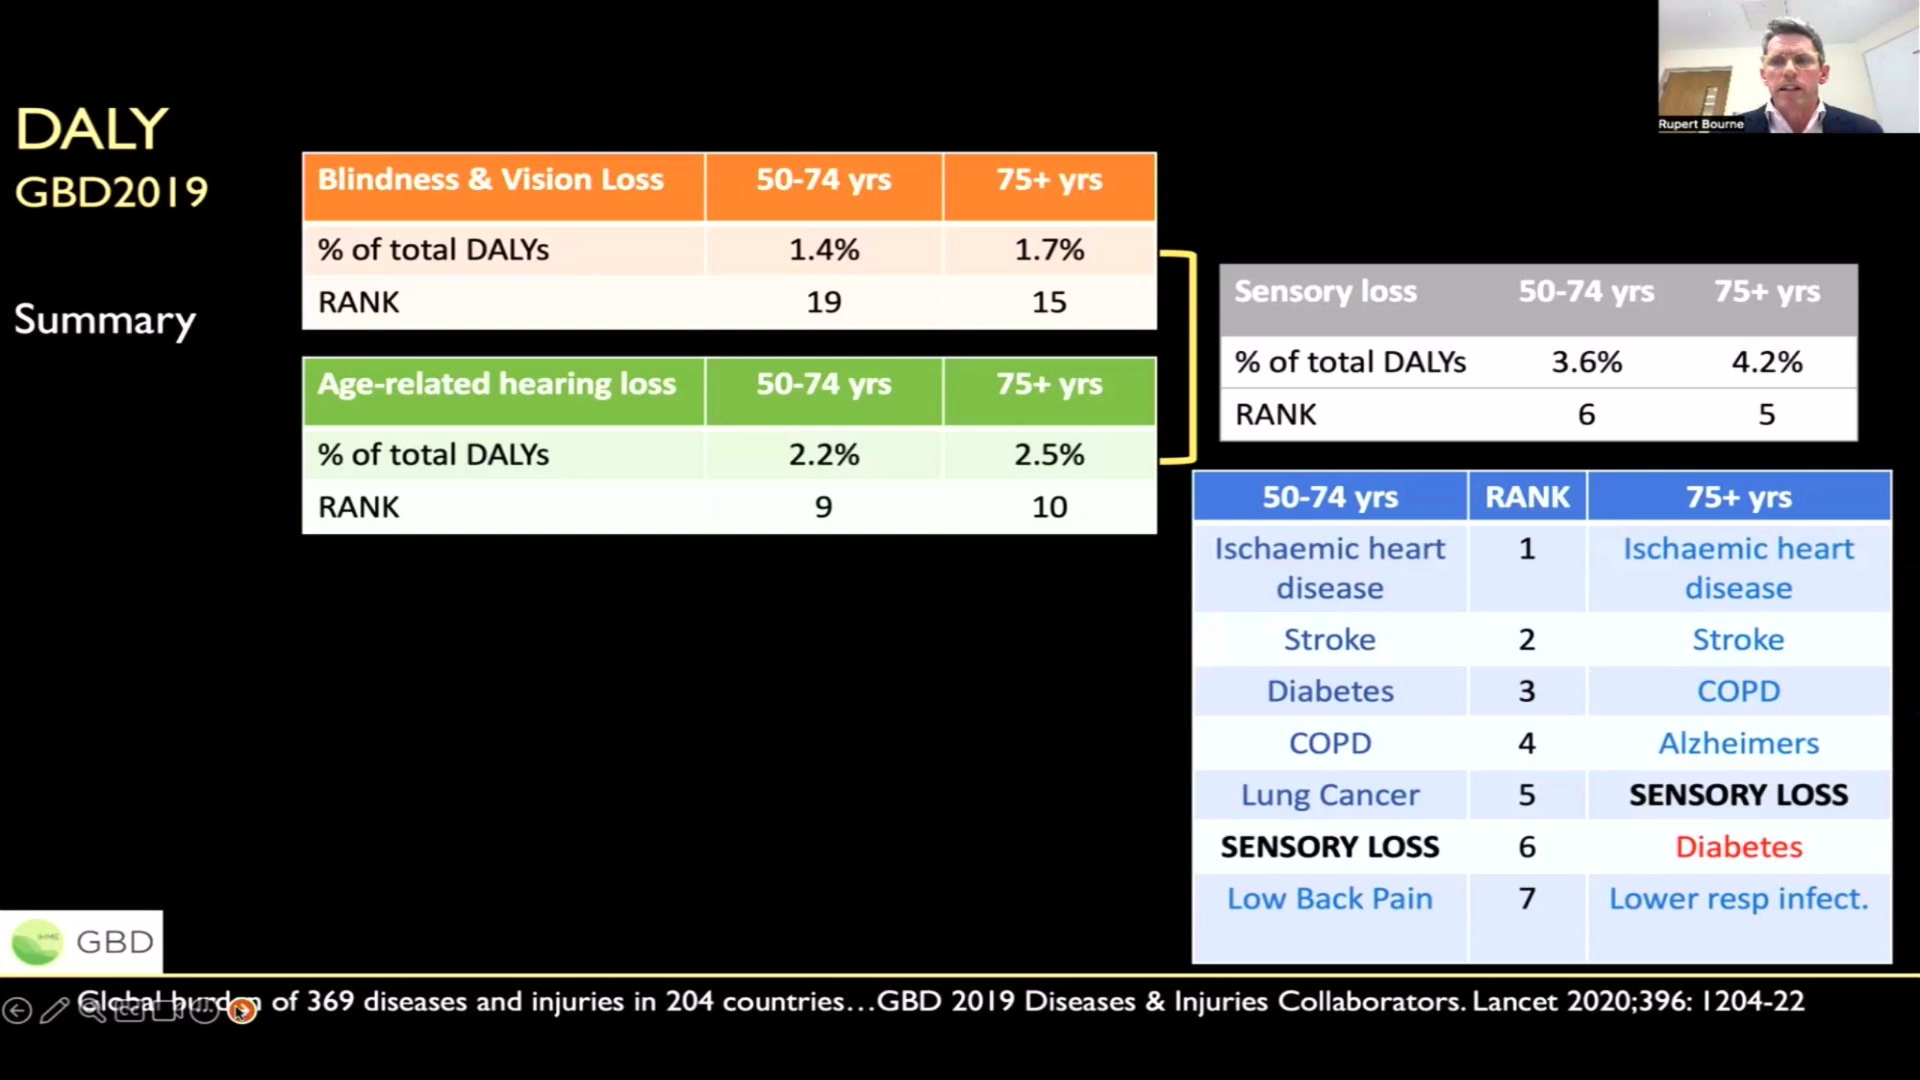 Rupert Bourne
DALY
GBD2019
Summary
Blindness & Vision Loss 50-74 yrs 75+ yrs
% of total DALYs 1.4% 1.7%
RANK 19 15
Age-related hearing loss 50-74 yrs 75+ yrs
% of total DALYs 2.2% 2.5%
RANK 9 10
Sensory loss 50-74 yrs 75+ yrs
% of total DALYs 3.6% 4.2%
RANK 6 5
50-74 yrs RANK 75+ yrs
Ischaemic heart disease 1 Ischaemic heart disease
Stroke 2 Stroke
Diabetes 3 COPD
COPD 4 Alzheimers
Lung Cancer 5 SENSORY LOSS
SENSORY LOSS 6 Diabetes
Low Back Pain 7 Lower resp infect.
IHME GBD
Global burden of 369 diseases and injuries in 204 countries...GBD 2019 Diseases & Injuries Collaborators. Lancet 2020;396: 1204-22